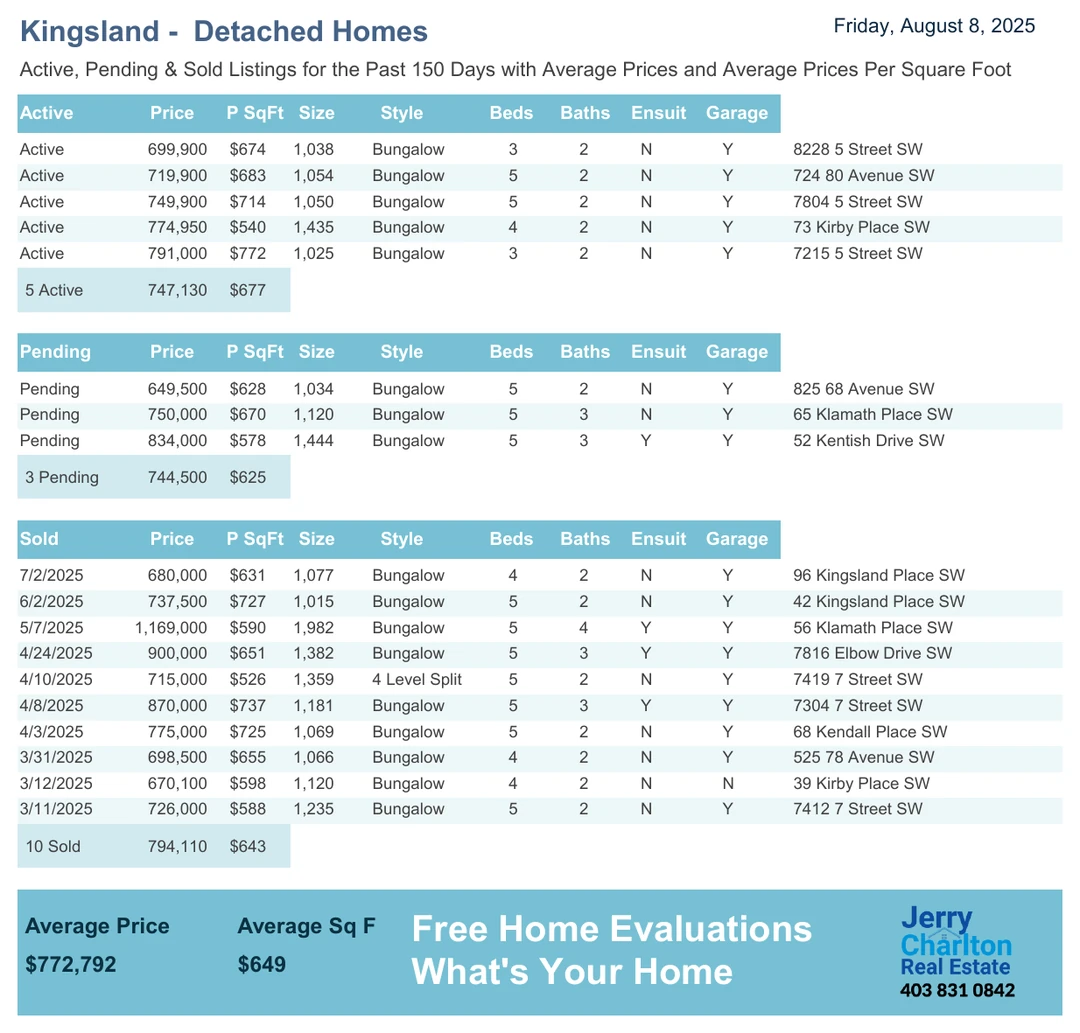 Kingsland - Detached Homes
Friday, August 8, 2025
Active, Pending & Sold Listings for the Past 150 Days with Average Prices and Average Prices Per Square Foot
Active Price P SqFt Size Style Beds Baths Ensuit Garage
Active 699,900 $674 1,038 Bungalow 3 2 N Y 8228 5 Street SW
Active 719,900 $683 1,054 Bungalow 5 2 N Y 724 80 Avenue SW
Active 749,900 $714 1,050 Bungalow 5 2 N Y 7804 5 Street SW
Active 774,950 $540 1,435 Bungalow 4 2 N Y 73 Kirby Place SW
Active 791,000 $772 1,025 Bungalow 3 2 N Y 7215 5 Street SW
5 Active 747,130 $677
Pending Price P SqFt Size Style Beds Baths Ensuit Garage
Pending 649,500 $628 1,034 Bungalow 5 2 N Y 825 68 Avenue SW
Pending 750,000 $670 1,120 Bungalow 5 3 N Y 65 Klamath Place SW
Pending 834,000 $578 1,444 Bungalow 5 3 Y Y 52 Kentish Drive SW
3 Pending 744,500 $625
Sold Price P SqFt Size Style Beds Baths Ensuit Garage
7/2/2025 680,000 $631 1,077 Bungalow 4 2 N Y 96 Kingsland Place SW
6/2/2025 737,500 $727 1,015 Bungalow 5 2 N Y 42 Kingsland Place SW
5/7/2025 1,169,000 $590 1,982 Bungalow 5 4 Y Y 56 Klamath Place SW
4/24/2025 900,000 $651 1,382 Bungalow 5 3 Y Y 7816 Elbow Drive SW
4/10/2025 715,000 $526 1,359 4 Level Split 5 2 N Y 7419 7 Street SW
4/8/2025 870,000 $737 1,181 Bungalow 5 3 Y Y 7304 7 Street SW
4/3/2025 775,000 $725 1,069 Bungalow 5 2 N Y 68 Kendall Place SW
3/31/2025 698,500 $655 1,066 Bungalow 4 2 N Y 525 78 Avenue SW
3/12/2025 670,100 $598 1,120 Bungalow 4 2 N N 39 Kirby Place SW
3/11/2025 726,000 $588 1,235 Bungalow 5 2 N Y 7412 7 Street SW
10 Sold 794,110 $643
Average Price Average Sq F
$772,792 $649
Free Home Evaluations
What's Your Home
Jerry
Charlton
Real Estate
403 831 0842